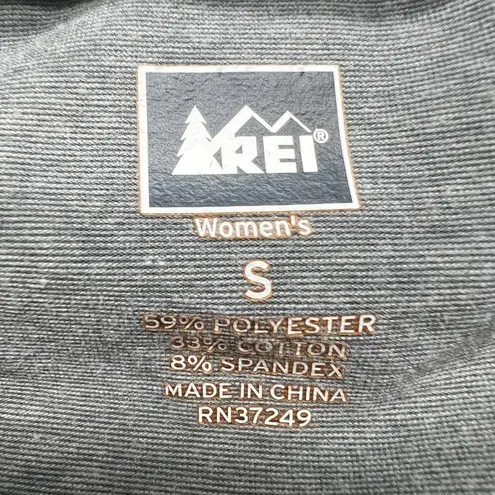 REI®
Women's
S
59% POLYESTER
33% COTTON
8% SPANDEX
MADE IN CHINA
RN37249